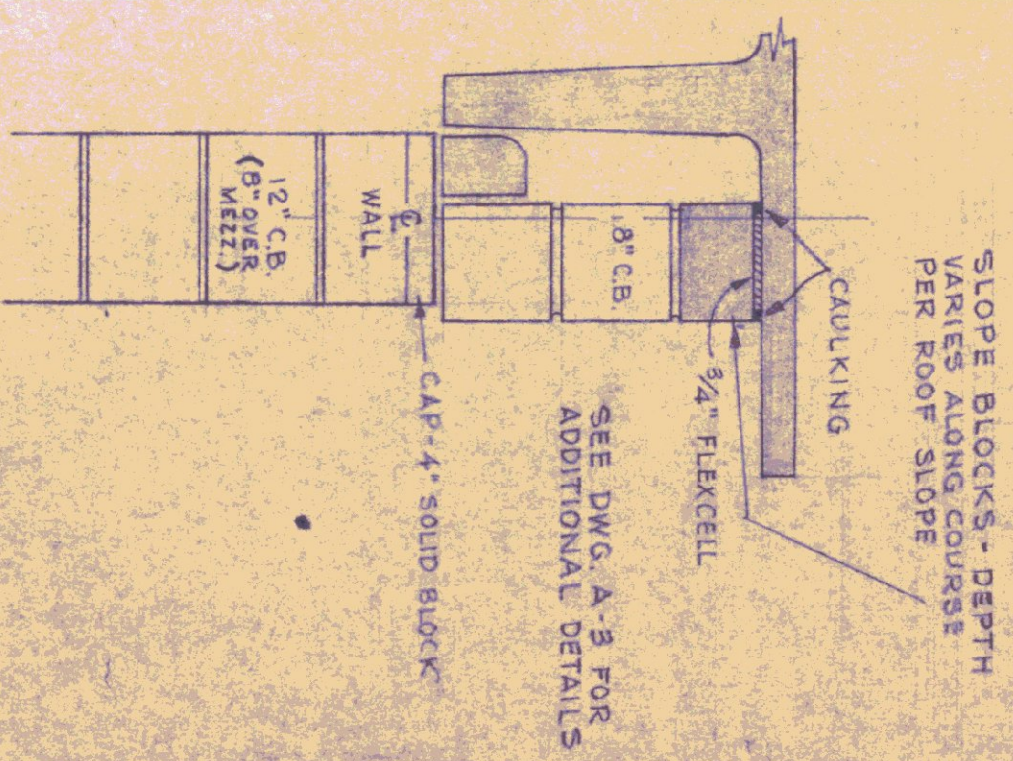 SLOPE BLOCKS - DEPTH
VARIES ALONG COURSE
PER ROOF SLOPE
CAULKING
3/4" FLEXCELL
8" C.B.
SEE DWG. A-3 FOR
ADDITIONAL DETAILS
CAP - 4" SOLID BLOCK
℄
WALL
12" C.B.
(8" OVER
MEZZ.)